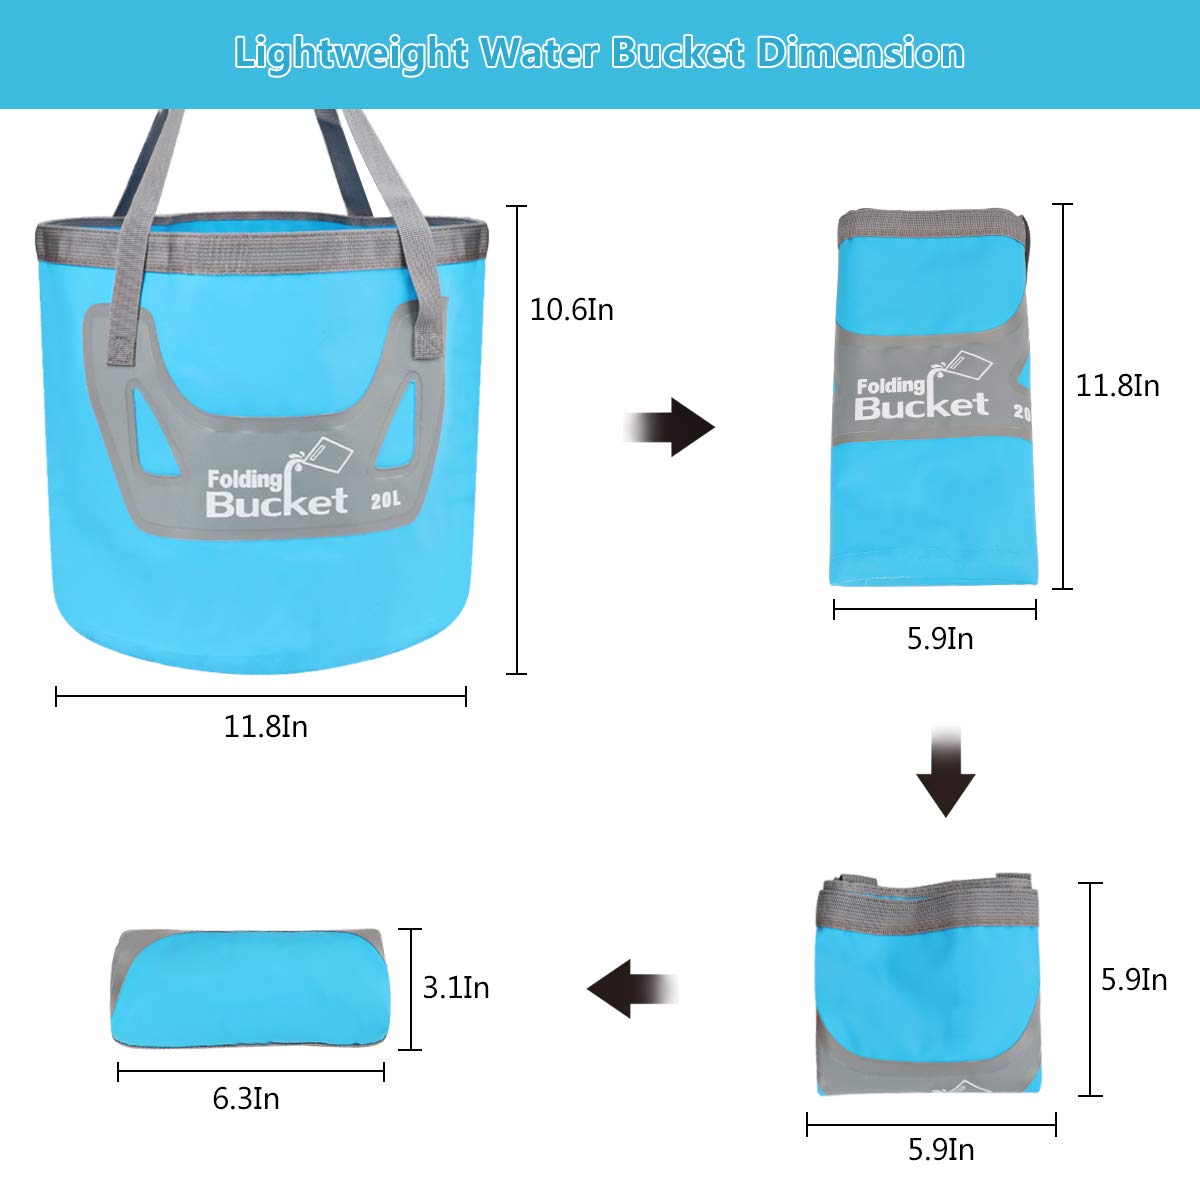 Lightweight Water Bucket Dimension
10.6In
Folding
Bucket 20L
11.8In
Folding
Bucket
11.8In
5.9In
5.9In
5.9In
3.1In
6.3In